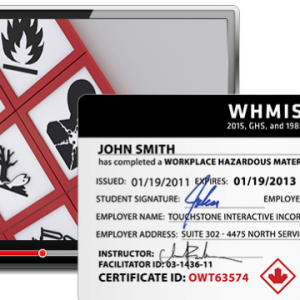 WHMIS
2015, GHS, and 198
JOHN SMITH
has completed a WORKPLACE HAZARDOUS MATER
ISSUED: 01/19/2011 EXPIRES: 01/19/2013
STUDENT SIGNATURE: John EMPLOYE
EMPLOYER NAME: TOUCHSTONE INTERACTIVE INCOR
EMPLOYER ADDRESS: SUITE 302 - 4475 NORTH SERVIC
INSTRUCTOR:
FACILITATOR ID: 03-1436-11
CERTIFICATE ID: OWT63574